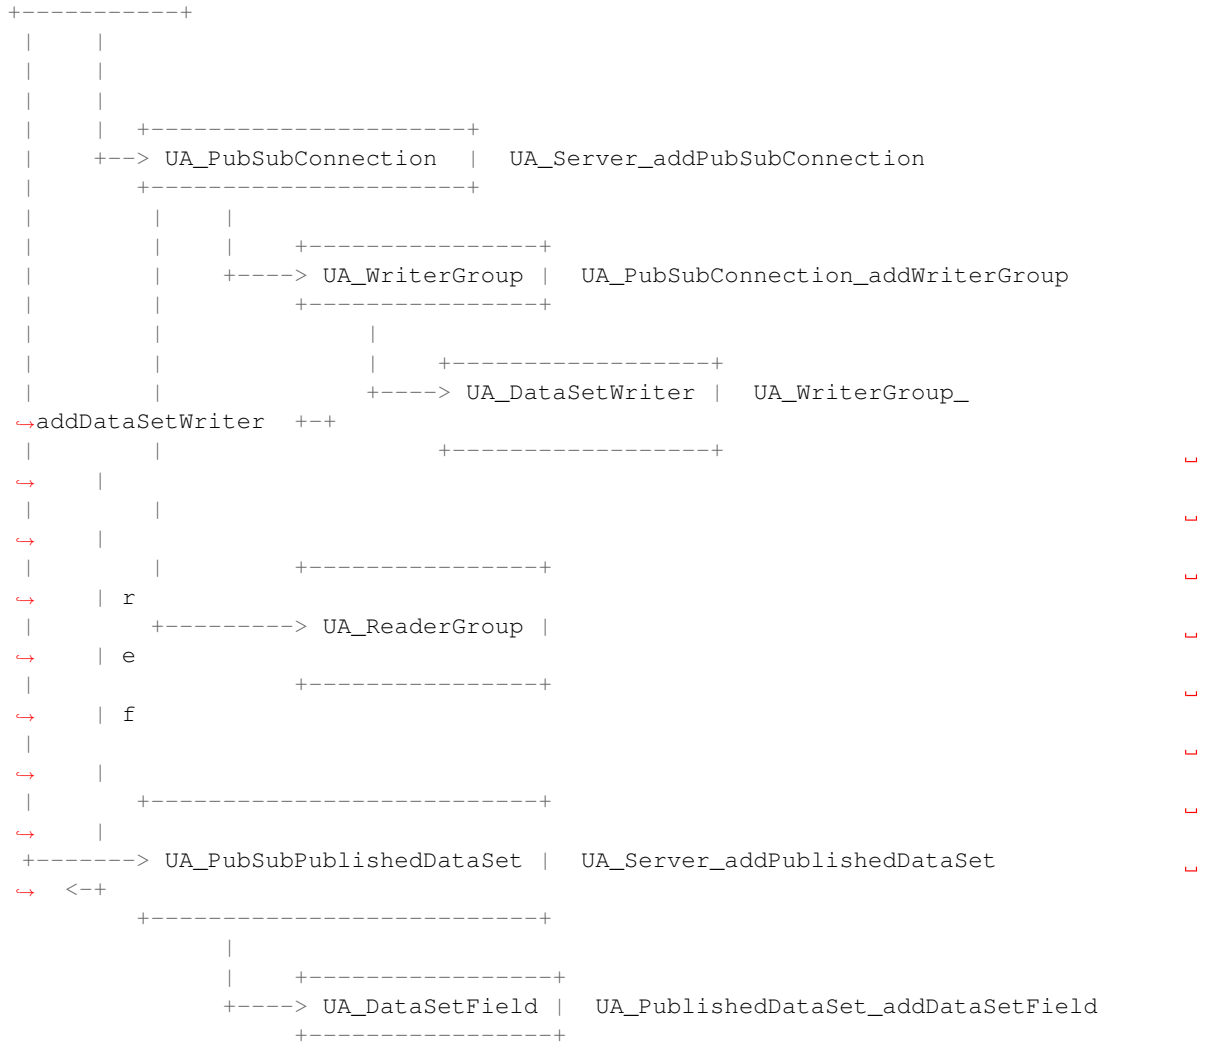 +-----------+
 |    |
 |    |
 |    |
 |    |  +----------------------+
 |    +--> UA_PubSubConnection  |  UA_Server_addPubSubConnection
 |       +----------------------+
 |        |    |
 |        |    |    +----------------+
 |        |    +----> UA_WriterGroup |  UA_PubSubConnection_addWriterGroup
 |        |         +----------------+
 |        |              |
 |        |              |    +------------------+
 |        |              +----> UA_DataSetWriter |  UA_WriterGroup_
↪addDataSetWriter  +-+
 |        |                   +------------------+                                ␣
↪    |
 |        |                                                                       ␣
↪    |
 |        |         +----------------+                                            ␣
↪    | r
 |        +---------> UA_ReaderGroup |                                            ␣
↪    | e
 |                  +----------------+                                            ␣
↪    | f
 |                                                                                ␣
↪    |
 |       +---------------------------+                                            ␣
↪    |
 +-------> UA_PubSubPublishedDataSet |  UA_Server_addPublishedDataSet             ␣
↪  <-+
         +---------------------------+
               |
               |    +-----------------+
               +----> UA_DataSetField |  UA_PublishedDataSet_addDataSetField
                    +-----------------+